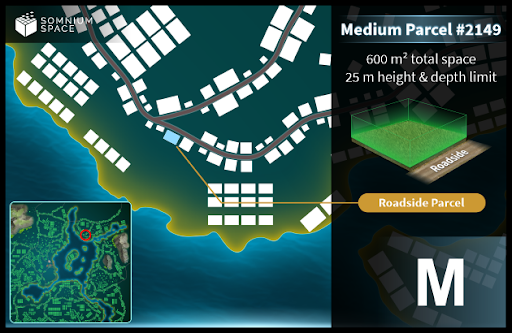 SOMNIUM
SPACE
Medium Parcel #2149
600 m² total space
25 m height & depth limit
Roadside
Roadside Parcel
M